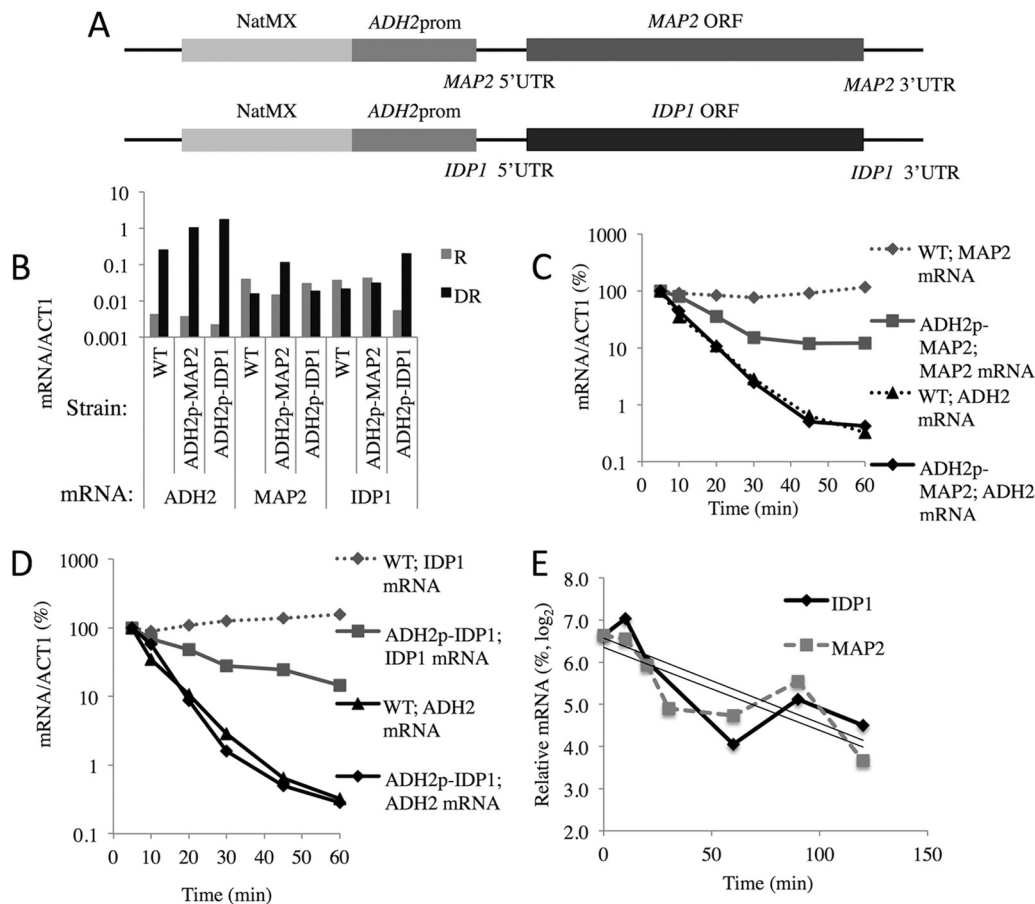 A
NatMX
ADH2prom
MAP2 ORF
MAP2 5'UTR
MAP2 3'UTR
NatMX
ADH2prom
IDP1 ORF
IDP1 5'UTR
IDP1 3'UTR
B
mRNA/ACT1
10
1
0.1
0.01
0.001
R
DR
Strain:
WT
ADH2p-MAP2
ADH2p-IDP1
WT
ADH2p-MAP2
ADH2p-IDP1
WT
ADH2p-MAP2
ADH2p-IDP1
mRNA:
ADH2
MAP2
IDP1
C
mRNA/ACT1 (%)
1000
100
10
1
0.1
0 10 20 30 40 50 60
Time (min)
WT; MAP2
mRNA
ADH2p-
MAP2;
MAP2 mRNA
WT; ADH2
mRNA
ADH2p-
MAP2; ADH2
mRNA
D
mRNA/ACT1 (%)
1000
100
10
1
0.1
0 10 20 30 40 50 60
Time (min)
WT; IDP1
mRNA
ADH2p-IDP1;
IDP1 mRNA
WT; ADH2
mRNA
ADH2p-IDP1;
ADH2 mRNA
E
Relative mRNA (%, log2)
8.0
7.0
6.0
5.0
4.0
3.0
2.0
0 50 100 150
Time (min)
IDP1
MAP2